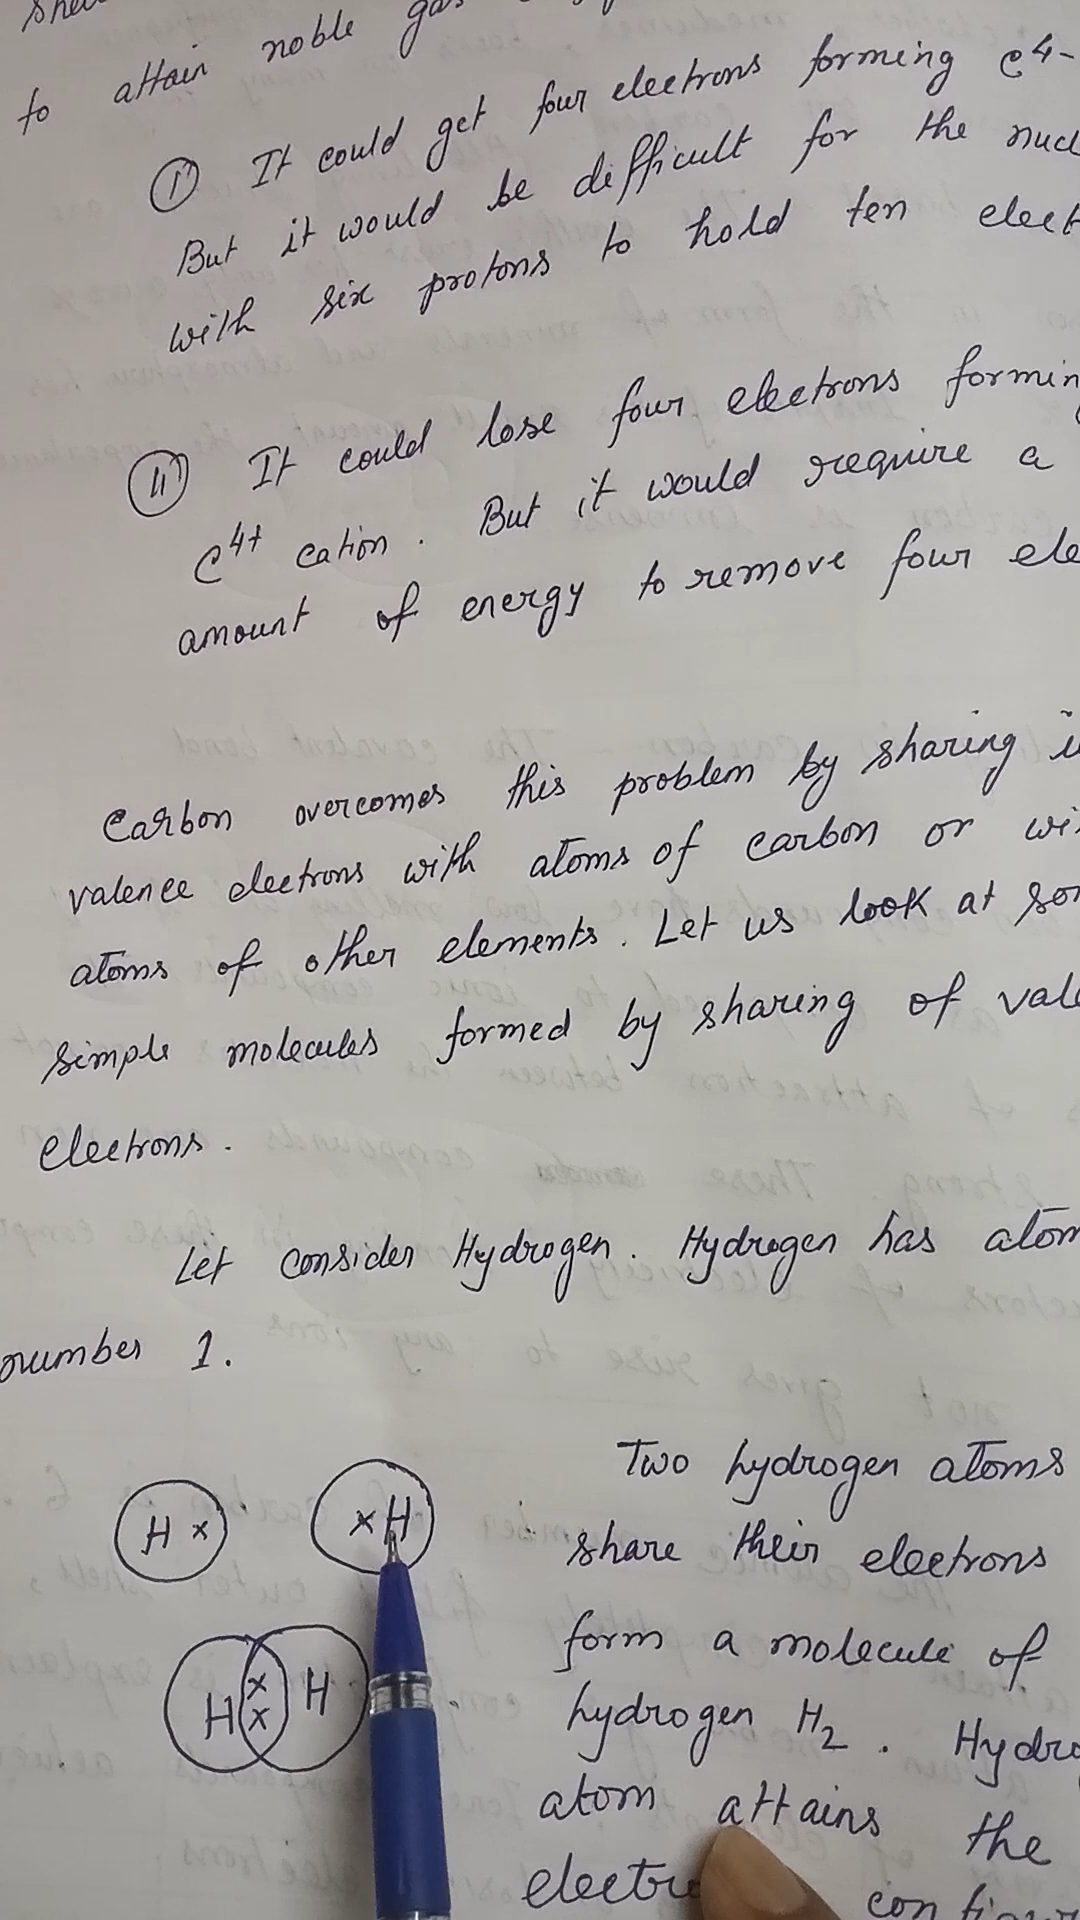 to attain noble gas
(i) It could get four electrons forming C4-
But it would be difficult for the
with six protons to hold ten
(ii) It could lose four electrons
C4+ cation. But it would require a
amount of energy to remove four
Carbon overcomes this problem by sharing
valence electrons with atoms of carbon or
atoms of other elements. Let us look at
simple molecules formed by sharing of
electrons.
Let consider Hydrogen. Hydrogen has
number 1.
H x
x H
H x x H
Two hydrogen atoms
share their electrons
form a molecule of
hydrogen H2.
atom attains the